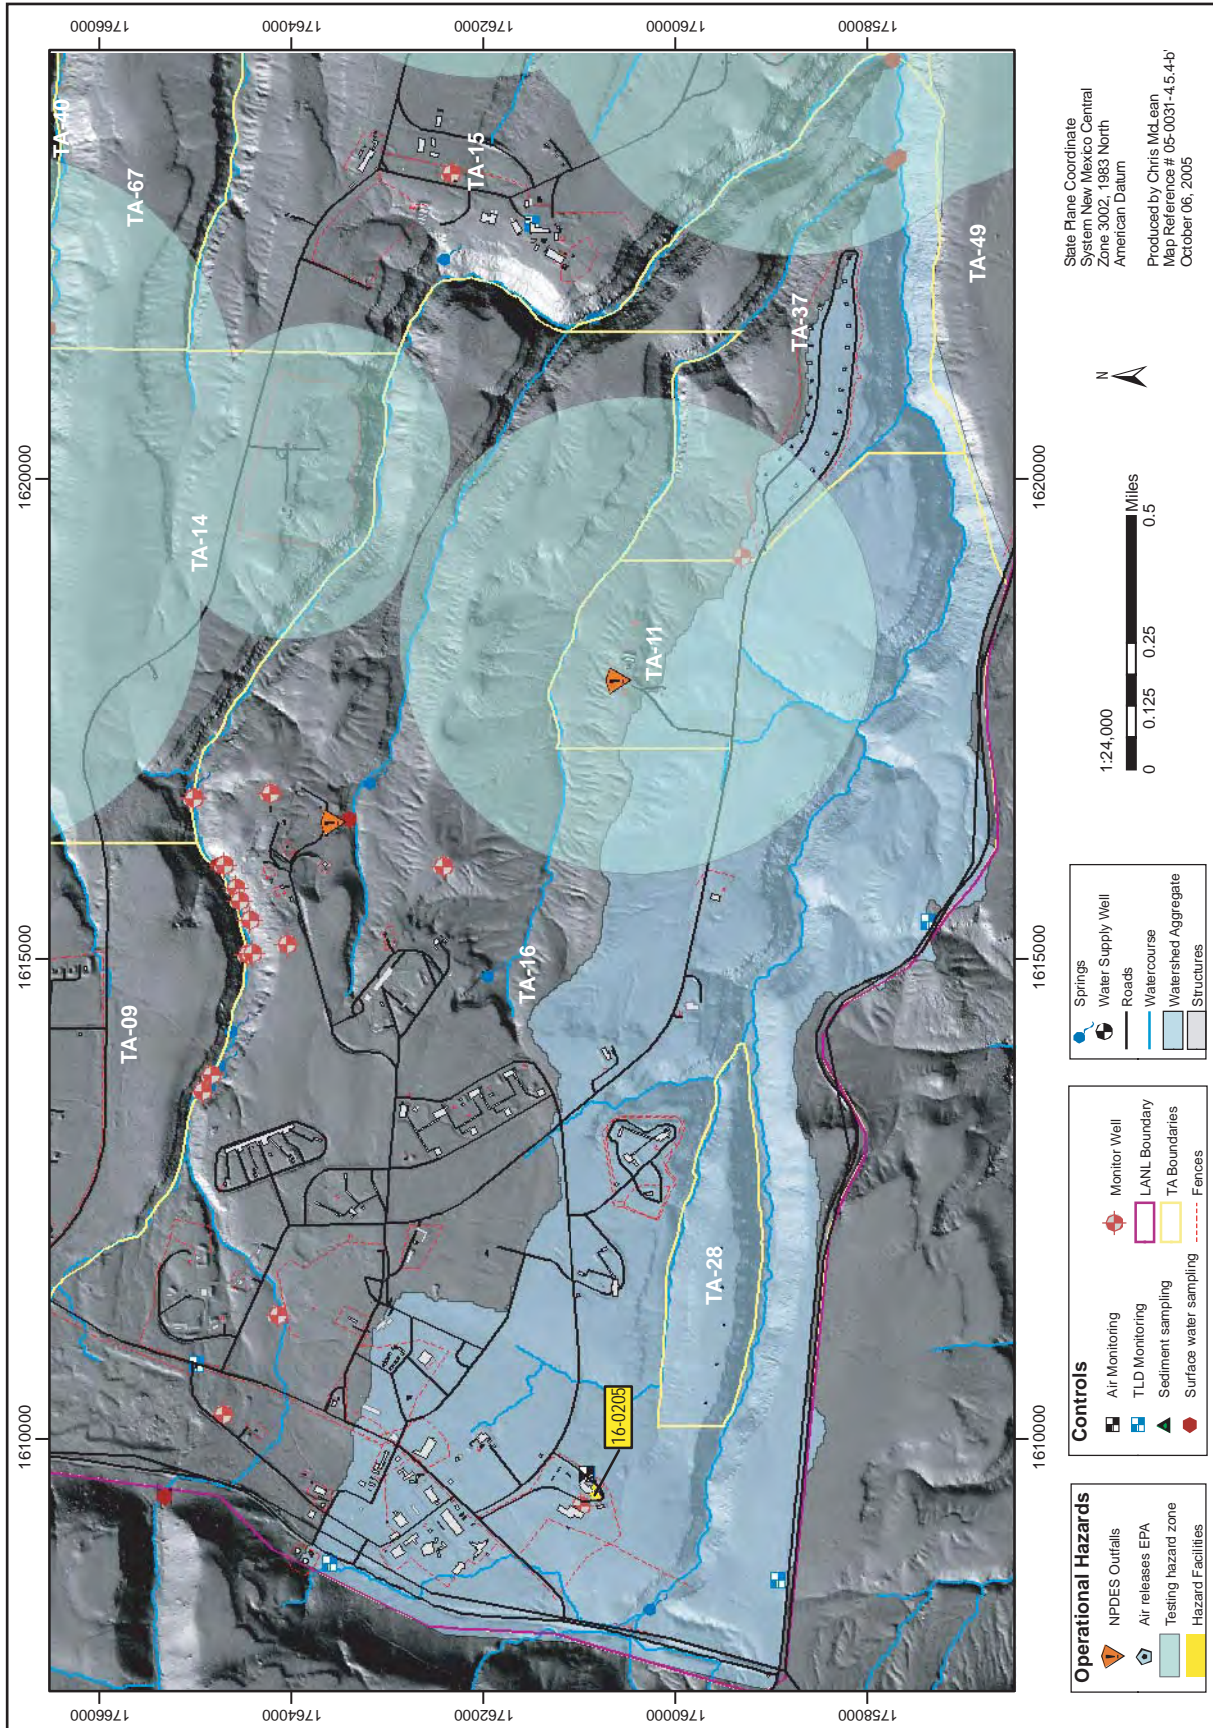 1766000
1764000
1762000
1760000
1758000
1610000
1615000
1620000
TA-40
TA-67
TA-15
TA-14
TA-49
TA-37
TA-11
TA-09
TA-16
TA-28
16-0205
1610000
1615000
1620000
1766000
1764000
1762000
1760000
1758000
Operational Hazards
NPDES Outfalls
Air releases EPA
Testing hazard zone
Hazard Facilities
Controls
Air Monitoring
TLD Monitoring
Sediment sampling
Surface water sampling
Monitor Well
LANL Boundary
TA Boundaries
Fences
Springs
Water Supply Well
Roads
Watercourse
Watershed Aggregate
Structures
1:24,000
0 0.125 0.25 0.5
Miles
N
State Plane Coordinate
System New Mexico Central
Zone 3002, 1983 North
American Datum
Produced by Chris McLean
Map Reference # 05-0031-4.5.4-b'
October 06, 2005